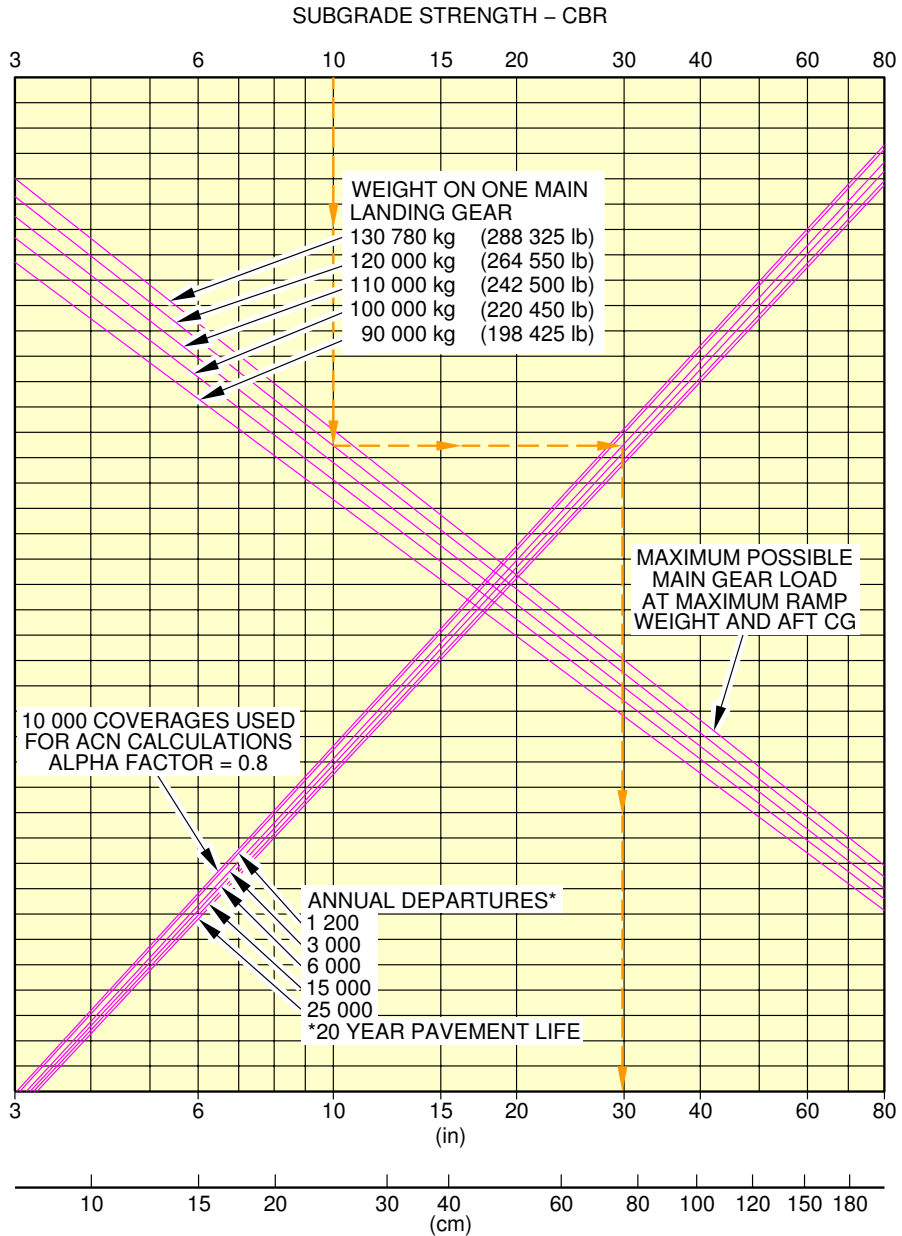 SUBGRADE STRENGTH – CBR
3 6 10 15 20 30 40 60 80
WEIGHT ON ONE MAIN
LANDING GEAR
130 780 kg (288 325 lb)
120 000 kg (264 550 lb)
110 000 kg (242 500 lb)
100 000 kg (220 450 lb)
90 000 kg (198 425 lb)
MAXIMUM POSSIBLE
MAIN GEAR LOAD
AT MAXIMUM RAMP
WEIGHT AND AFT CG
10 000 COVERAGES USED
FOR ACN CALCULATIONS
ALPHA FACTOR = 0.8
ANNUAL DEPARTURES*
1 200
3 000
6 000
15 000
25 000
*20 YEAR PAVEMENT LIFE
3 6 10 15 20 30 40 60 80
(in)
10 15 20 30 40 60 80 100 120 150 180
(cm)